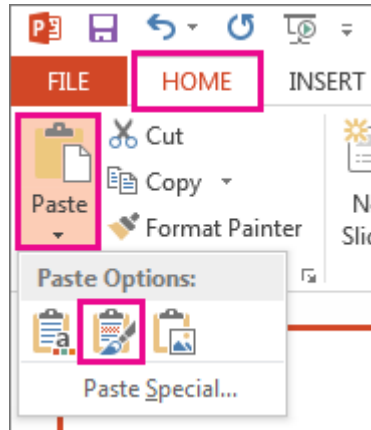 FILE HOME INSERT
Cut
Copy
Paste
Format Painter
Paste Options:
Paste Special...